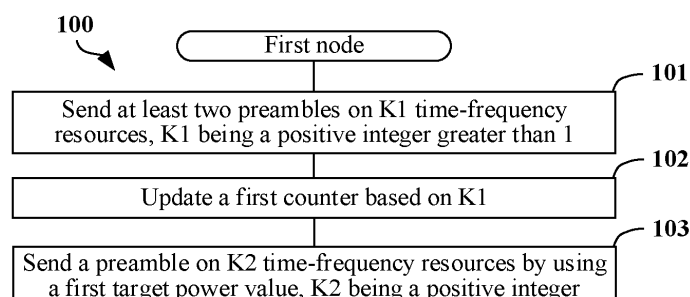 100
First node
101
Send at least two preambles on K1 time-frequency
resources, K1 being a positive integer greater than 1
102
Update a first counter based on K1
103
Send a preamble on K2 time-frequency resources by using
a first target power value, K2 being a positive integer